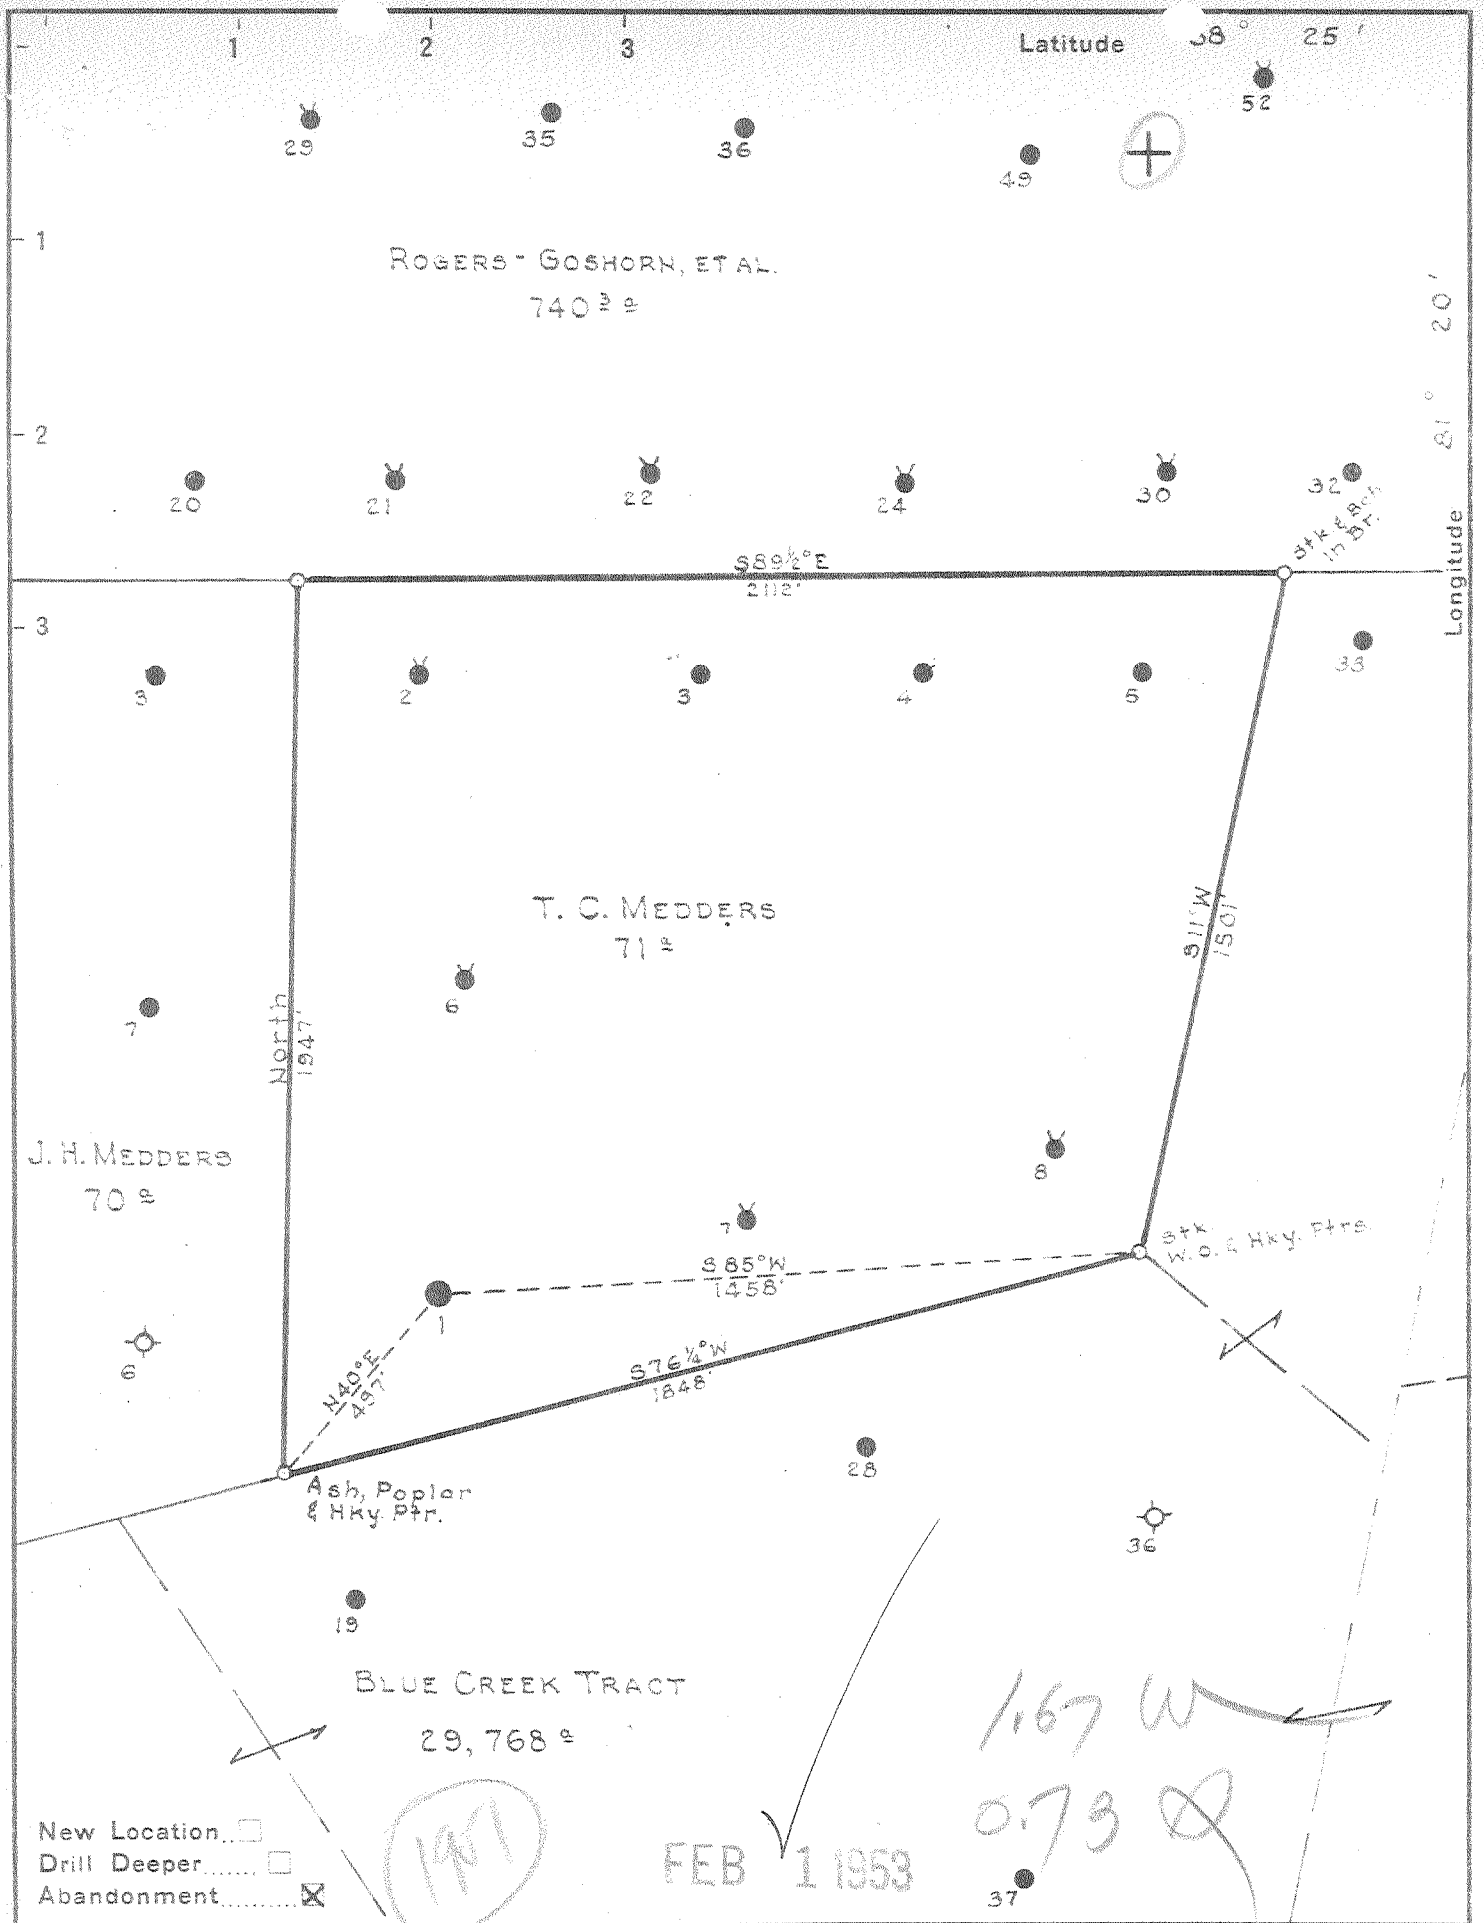 1 2 3 Latitude 38° 25'
52
29 35 36 49
1
ROGERS-GOSHORN, ET AL.
740 3 a
Longitude 81° 20'
2
20 21 22 24 30 32
Stk. & Bch
in Br.
S 89½° E
2112'
3
3 2 3 4 5 33
T. C. MEDDERS
71 a
S 11° W
1501'
6
7
North
1947'
J. H. MEDDERS
70 a
8
7
Stk.
W.O. & Hky. Ptrs.
S 85° W
1458'
1
6
N 40° E
497'
S 76¼° W
1848'
28
Ash, Poplar
& Hky. Ptr.
36
19
BLUE CREEK TRACT
29,768 a
1.67 W
0.73
New Location
Drill Deeper
Abandonment
FEB 1 1953
37